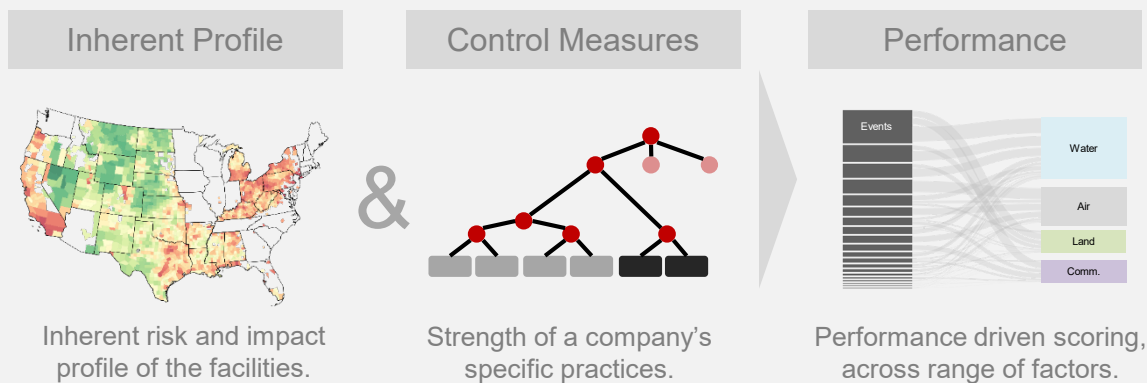 Inherent Profile
Control Measures
Performance
&
Events
Water
Air
Land
Comm.
Inherent risk and impact
profile of the facilities.
Strength of a company's
specific practices.
Performance driven scoring,
across range of factors.